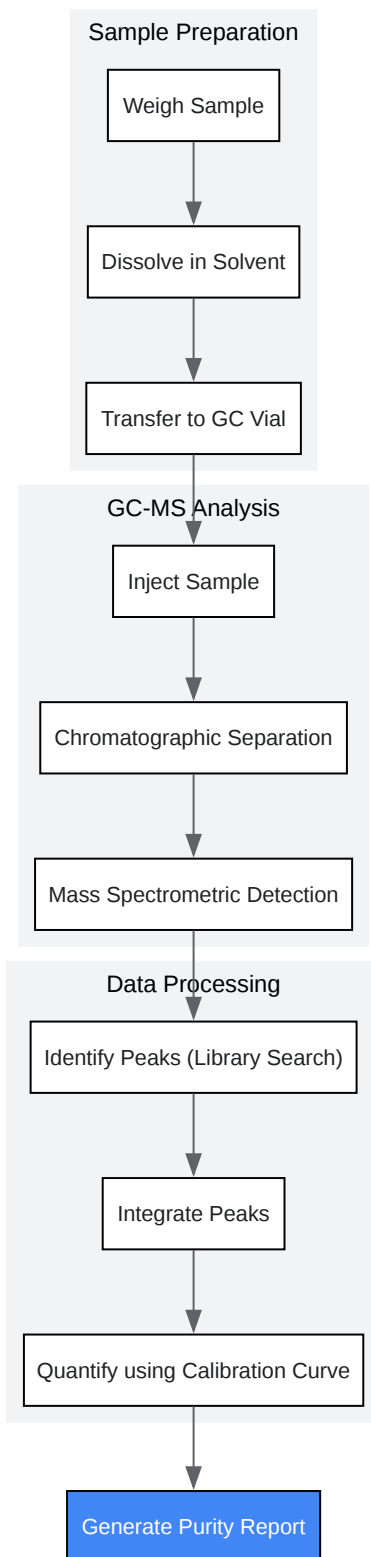 Sample Preparation
Weigh Sample
Dissolve in Solvent
Transfer to GC Vial
GC-MS Analysis
Inject Sample
Chromatographic Separation
Mass Spectrometric Detection
Data Processing
Identify Peaks (Library Search)
Integrate Peaks
Quantify using Calibration Curve
Generate Purity Report